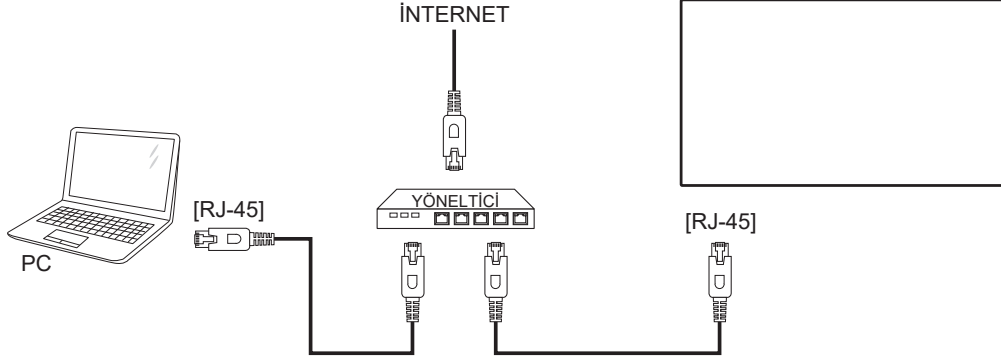 İNTERNET
YÖNELTİCİ
[RJ-45]
[RJ-45]
PC